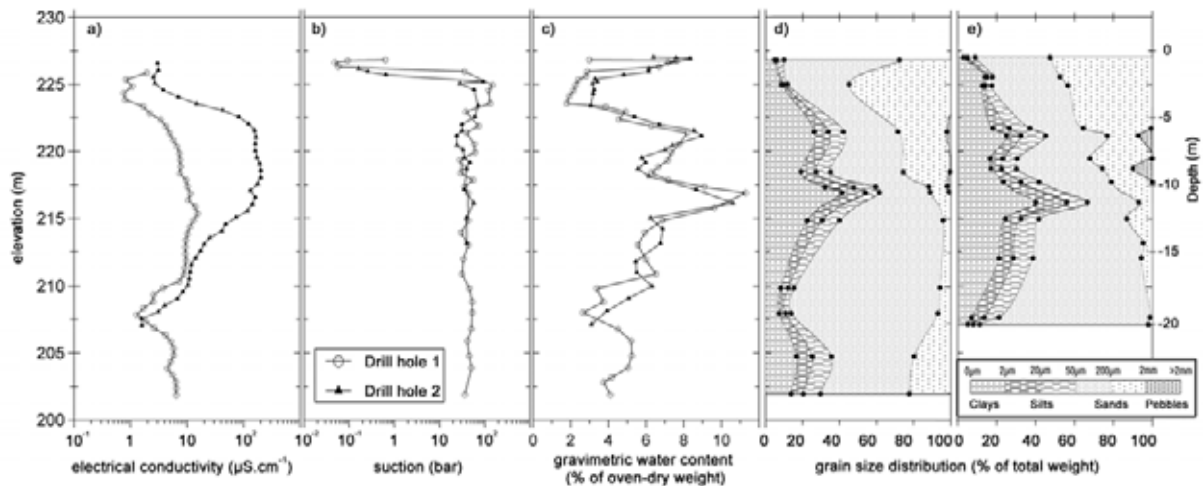 230
225
220
215
210
205
200
elevation (m)
a)
b)
c)
d)
e)
0
-5
-10
-15
-20
Depth (m)
Drill hole 1
Drill hole 2
0µm 2µm 20µm 50µm 200µm 2mm >2mm
Clays Silts Sands Pebbles
10⁻¹ 1 10 10⁺²
10⁻² 10⁻¹ 1 10 10⁺²
0 2 4 6 8 10
0 20 40 60 80 100
0 20 40 60 80 100
electrical conductivity (µS.cm⁻¹)
suction (bar)
gravimetric water content
(% of oven-dry weight)
grain size distribution (% of total weight)